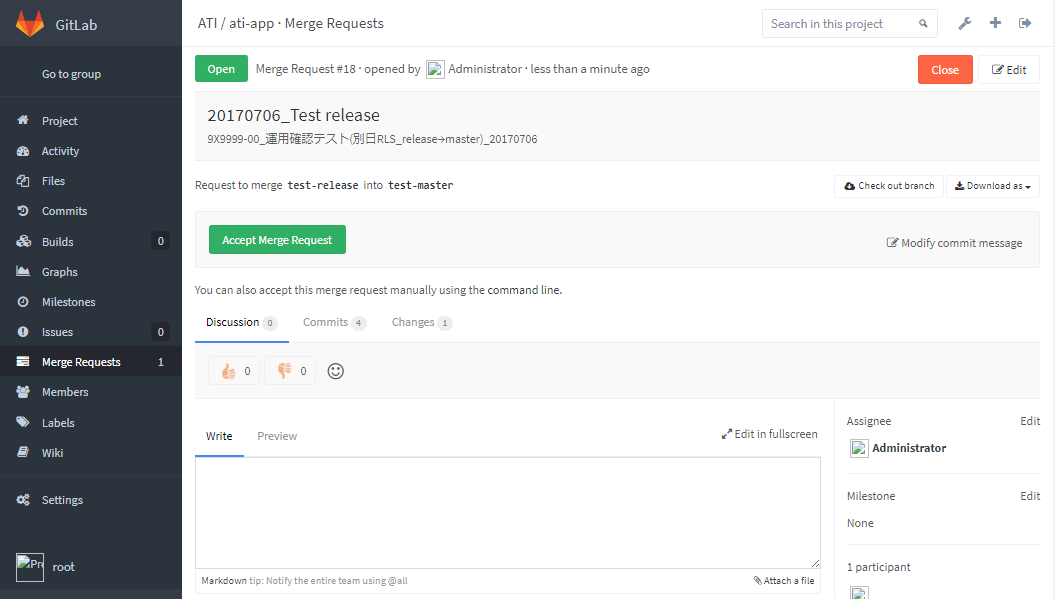 GitLab
ATI / ati-app · Merge Requests
Search in this project
Go to group
Project
Activity
Files
Commits
Builds 0
Graphs
Milestones
Issues 0
Merge Requests 1
Members
Labels
Wiki
Settings
Pr
root
Open Merge Request #18 · opened by Administrator · less than a minute ago
Close Edit
20170706_Test release
9X9999-00_運用確認テスト(別日RLS_release→master)_20170706
Request to merge test-release into test-master
Check out branch Download as
Accept Merge Request
Modify commit message
You can also accept this merge request manually using the command line.
Discussion 0 Commits 4 Changes 1
0 0
Write Preview
Edit in fullscreen
Markdown tip: Notify the entire team using @all
Attach a file
Assignee Edit
Administrator
Milestone Edit
None
1 participant